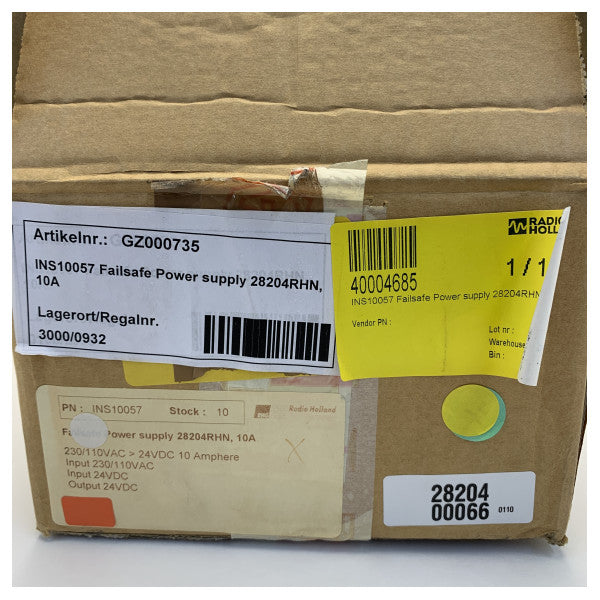 Artikelnr.: GZ000735
INS10057 Failsafe Power supply 28204RHN,
10A
Lagerort/Regalnr.
3000/0932
RADIO
HOLL
40004685
1 / 1
INS10057 Failsafe Power supply 28204RHN
Vendor PN :
Lot nr :
Warehouse
Bin :
PN : INS10057 Stock : 10
RHG Radio Holland
Power supply 28204RHN, 10A
230/110VAC > 24VDC 10 Amphere
Input 230/110VAC
Input 24VDC
Output 24VDC
X
28204
00066 0110